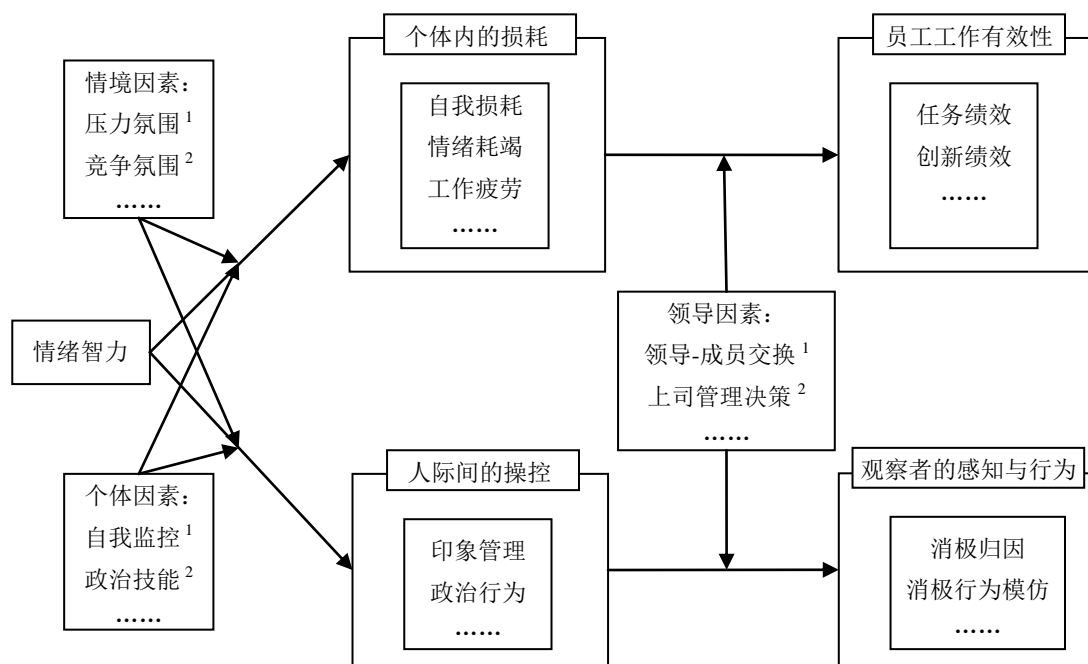 个体内的损耗
员工工作有效性
情境因素：
压力氛围 1
竞争氛围 2
……
自我损耗
情绪耗竭
工作疲劳
……
任务绩效
创新绩效
……
情绪智力
领导因素：
领导-成员交换 1
上司管理决策 2
……
个体因素：
自我监控 1
政治技能 2
……
人际间的操控
印象管理
政治行为
……
观察者的感知与行为
消极归因
消极行为模仿
……